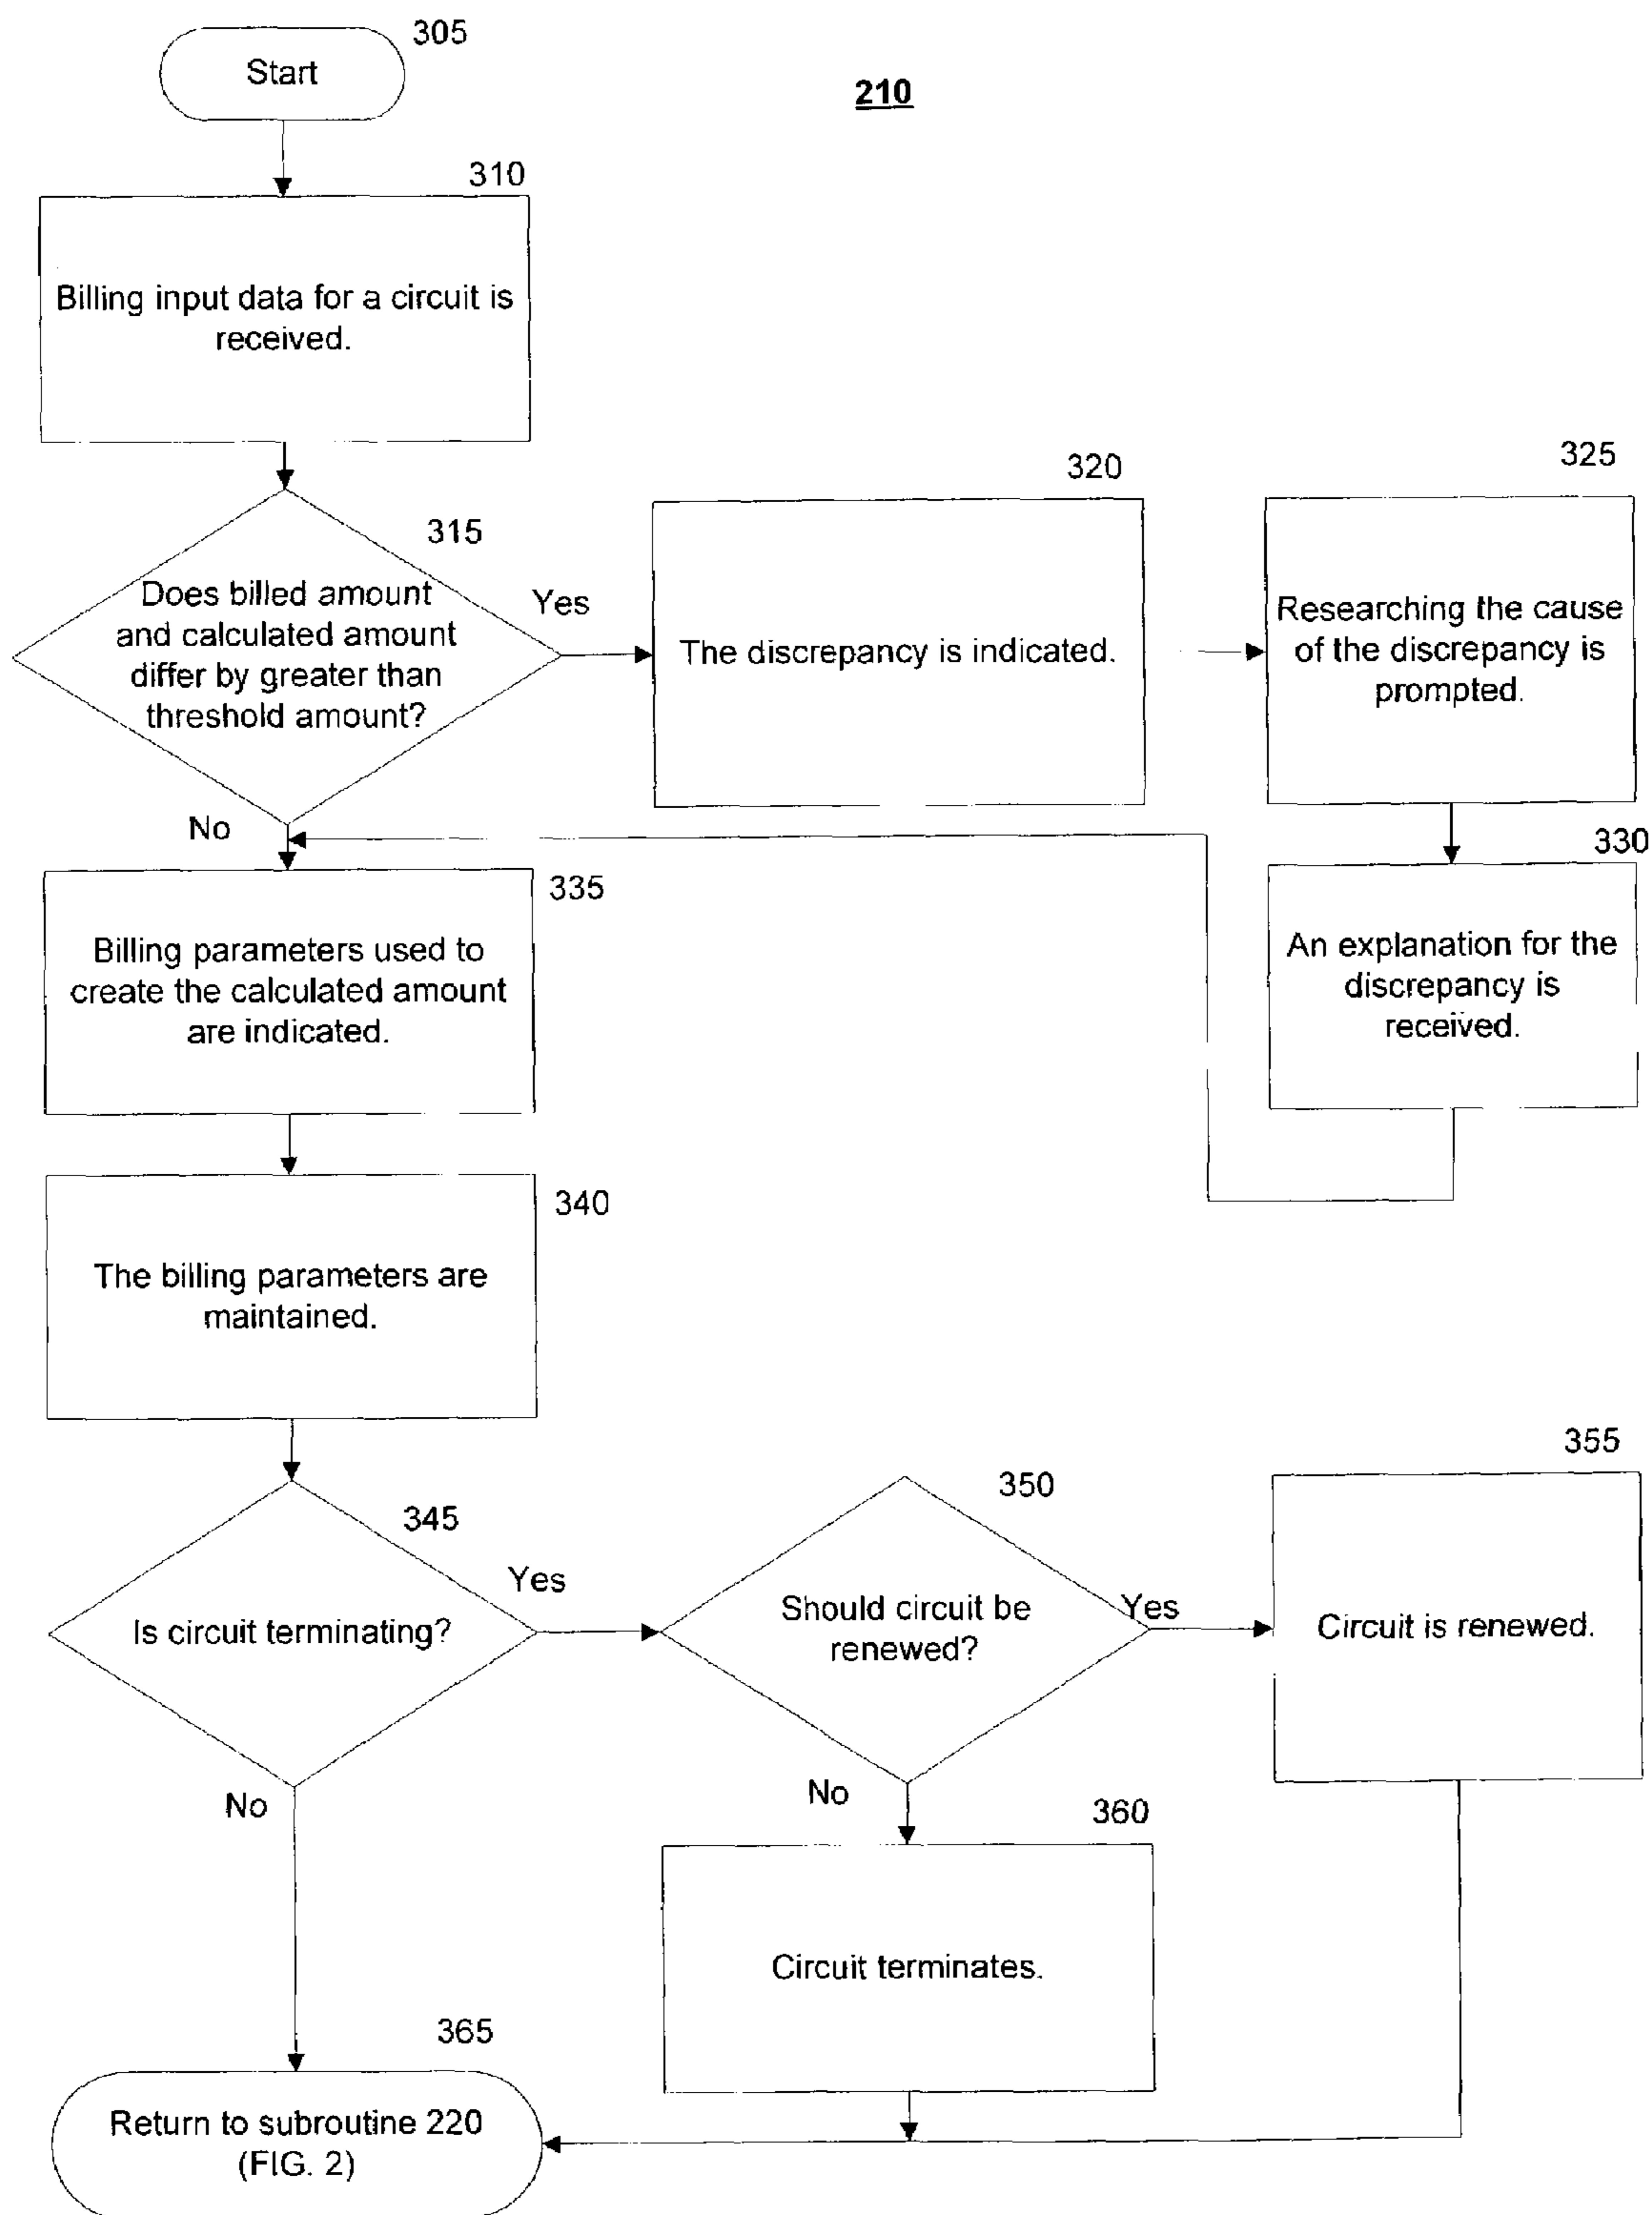 305
Start
210
310
Billing input data for a circuit is
received.
315
Does billed amount
and calculated amount
differ by greater than
threshold amount?
Yes
320
The discrepancy is indicated.
325
Researching the cause
of the discrepancy is
prompted.
330
An explanation for the
discrepancy is
received.
No
335
Billing parameters used to
create the calculated amount
are indicated.
340
The billing parameters are
maintained.
345
Is circuit terminating?
Yes
350
Should circuit be
renewed?
Yes
355
Circuit is renewed.
No
360
Circuit terminates.
No
365
Return to subroutine 220
(FIG. 2)